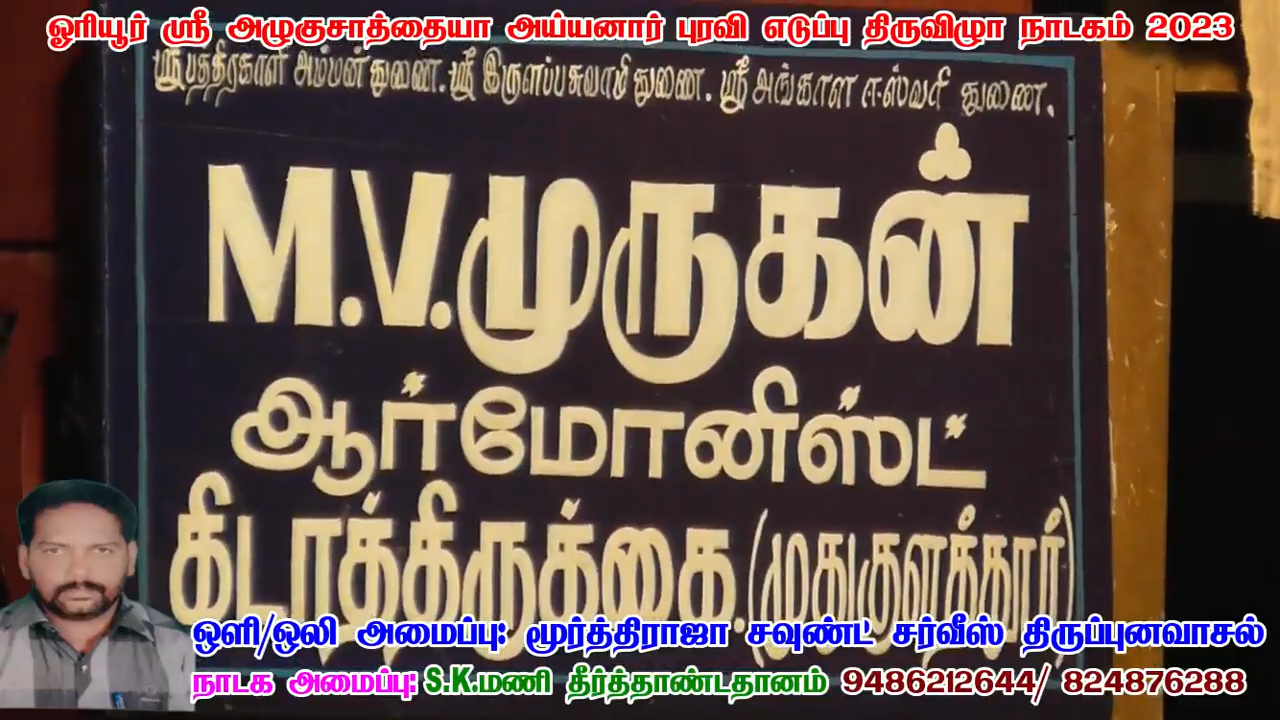 ஓரியூர் ஸ்ரீ அழகுசாத்தையா அய்யனார் புரவி எடுப்பு திருவிழா நாடகம் 2023
ஸ்ரீ பத்திரகாளி அம்மன் துணை. ஸ்ரீ இருளப்பசுவாமி துணை. ஸ்ரீ அங்காள ஈஸ்வரி துணை.
M.V.முருகன்
ஆர்மோனிஸ்ட்
கிடாத்திருக்கை.(முதுகுளத்தூர்)
ஒளி/ஒலி அமைப்பு: மூர்த்திராஜா சவுண்ட் சர்வீஸ் திருப்புனவாசல்
நாடக அமைப்பு: S.K.மணி தீர்த்தாண்டதானம் 9486212644/ 824876288